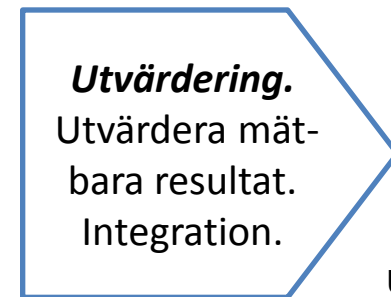 Utvärdering.
Utvärdera mät-
bara resultat.
Integration.